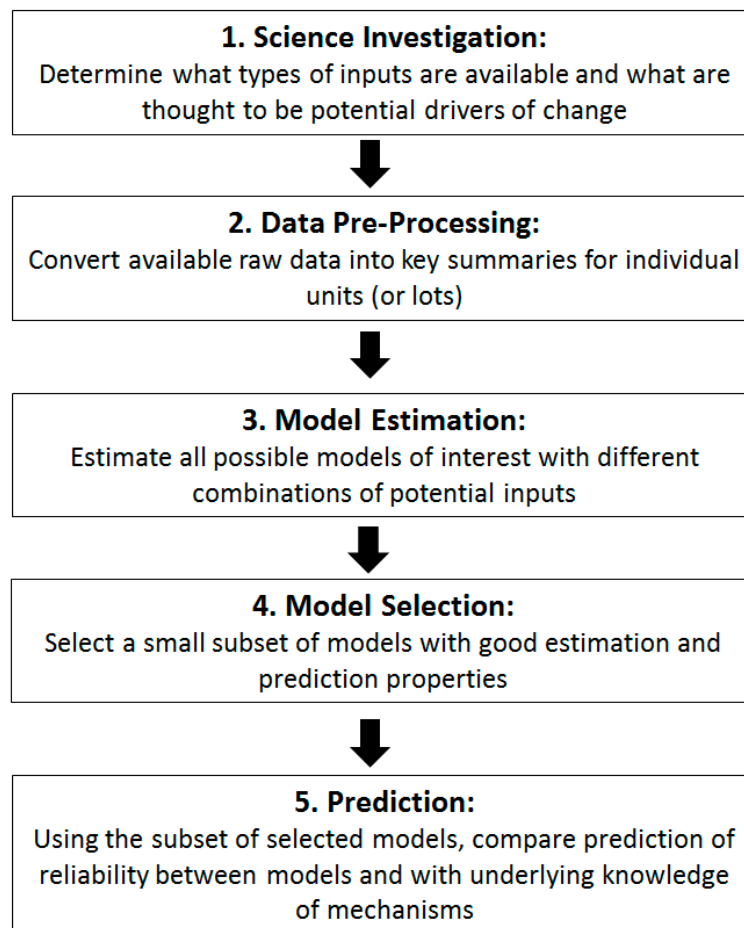 1. Science Investigation:
Determine what types of inputs are available and what are
thought to be potential drivers of change
2. Data Pre-Processing:
Convert available raw data into key summaries for individual
units (or lots)
3. Model Estimation:
Estimate all possible models of interest with different
combinations of potential inputs
4. Model Selection:
Select a small subset of models with good estimation and
prediction properties
5. Prediction:
Using the subset of selected models, compare prediction of
reliability between models and with underlying knowledge
of mechanisms